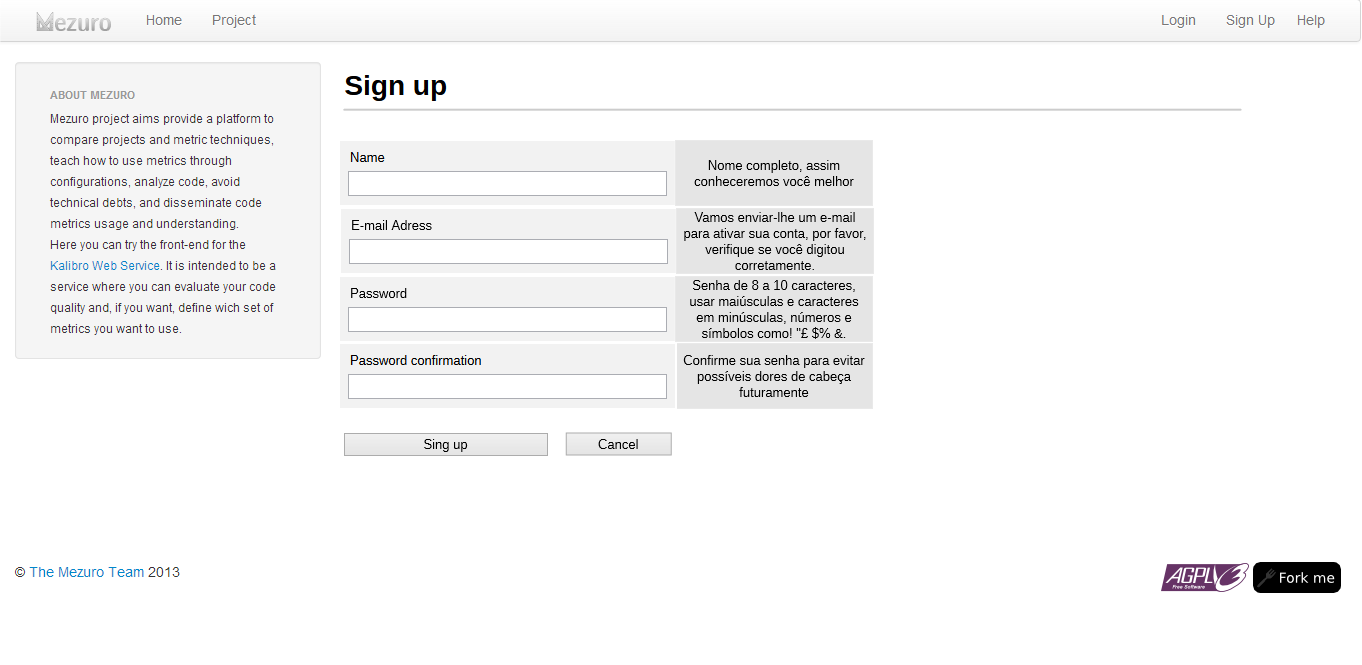 Mezuro Home Project Login Sign Up Help
ABOUT MEZURO
Mezuro project aims provide a platform to
compare projects and metric techniques,
teach how to use metrics through
configurations, analyze code, avoid
technical debts, and disseminate code
metrics usage and understanding.
Here you can try the front-end for the
Kalibro Web Service. It is intended to be a
service where you can evaluate your code
quality and, if you want, define wich set of
metrics you want to use.
Sign up
Name
Nome completo, assim
conheceremos você melhor
E-mail Adress
Vamos enviar-lhe um e-mail
para ativar sua conta, por favor,
verifique se você digitou
corretamente.
Password
Senha de 8 a 10 caracteres,
usar maiúsculas e caracteres
em minúsculas, números e
símbolos como! "£ $% &.
Password confirmation
Confirme sua senha para evitar
possíveis dores de cabeça
futuramente
Sing up Cancel
© The Mezuro Team 2013
AGPLV3
Free Software
Fork me